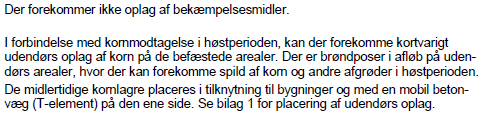 Der forekommer ikke oplag af bekæmpelsesmidler.
I forbindelse med kornmodtagelse i høstperioden, kan der forekomme kortvarigt
udendørs oplag af korn på de befæstede arealer. Der er brøndposer i afløb på uden-
dørs arealer, hvor der kan forekomme spild af korn og andre afgrøder i høstperioden.
De midlertidige kornlagre placeres i tilknytning til bygninger og med en mobil beton-
væg (T-element) på den ene side. Se bilag 1 for placering af udendørs oplag.